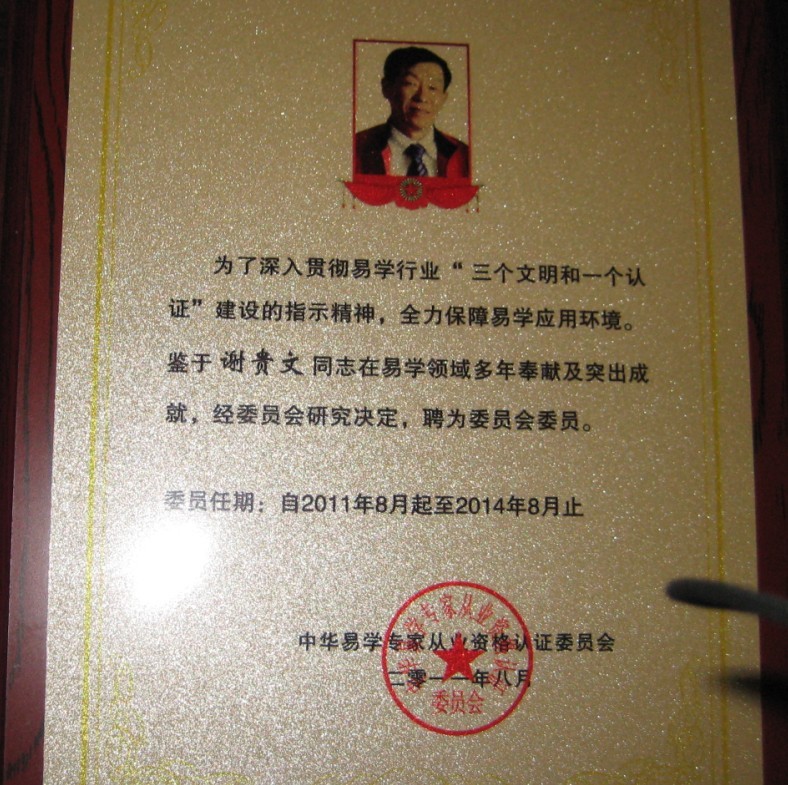 为了深入贯彻易学行业“三个文明和一个认
证”建设的指示精神，全力保障易学应用环境。
鉴于谢贵文同志在易学领域多年奉献及突出成
就，经委员会研究决定，聘为委员会委员。
委员任期：自2011年8月起至2014年8月止
中华易学专家从业资格认证委员会
二零一一年八月
委员会